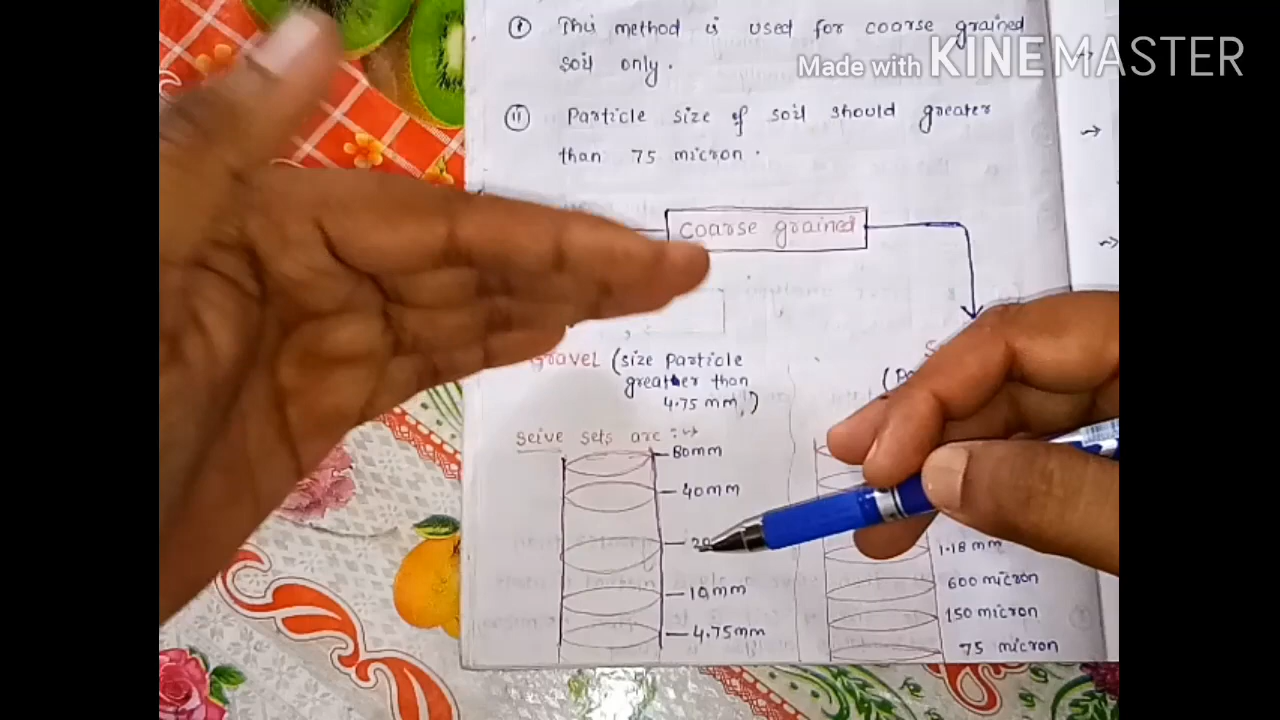 Made with KINEMASTER
(I) This method is used for coarse grained
soil only.
(II) Particle size of soil should greater
than 75 micron.
coarse grained
Gravel (size particle
greather than
4.75 mm,)
Seive sets are :→
80mm
40mm
20
10mm
4.75mm
1.18 mm
600 micron
150 micron
75 micron